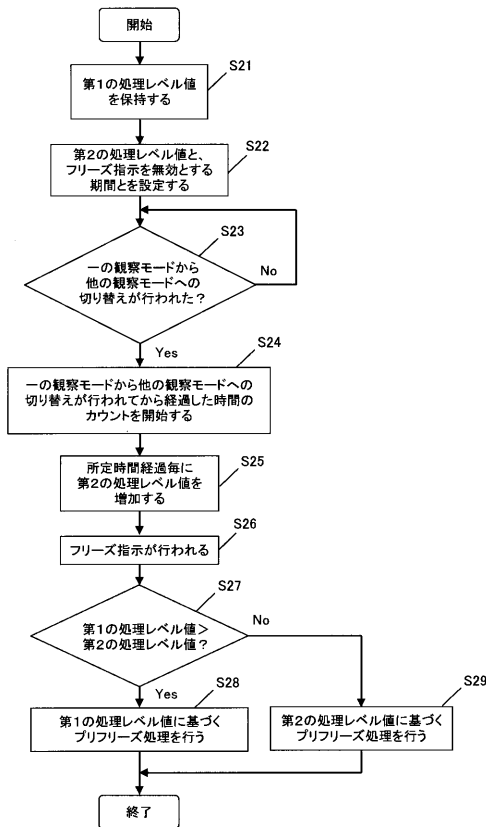 開始
S21
第1の処理レベル値
を保持する
S22
第2の処理レベル値と、
フリーズ指示を無効とする
期間とを設定する
S23
一の観察モードから
他の観察モードへの
切り替えが行われた?
No
Yes
S24
一の観察モードから他の観察モードへの
切り替えが行われてから経過した時間の
カウントを開始する
S25
所定時間経過毎に
第2の処理レベル値を
増加する
S26
フリーズ指示が行われる
S27
第1の処理レベル値>
第2の処理レベル値?
No
Yes
S28
第1の処理レベル値に基づく
プリフリーズ処理を行う
S29
第2の処理レベル値に基づく
プリフリーズ処理を行う
終了